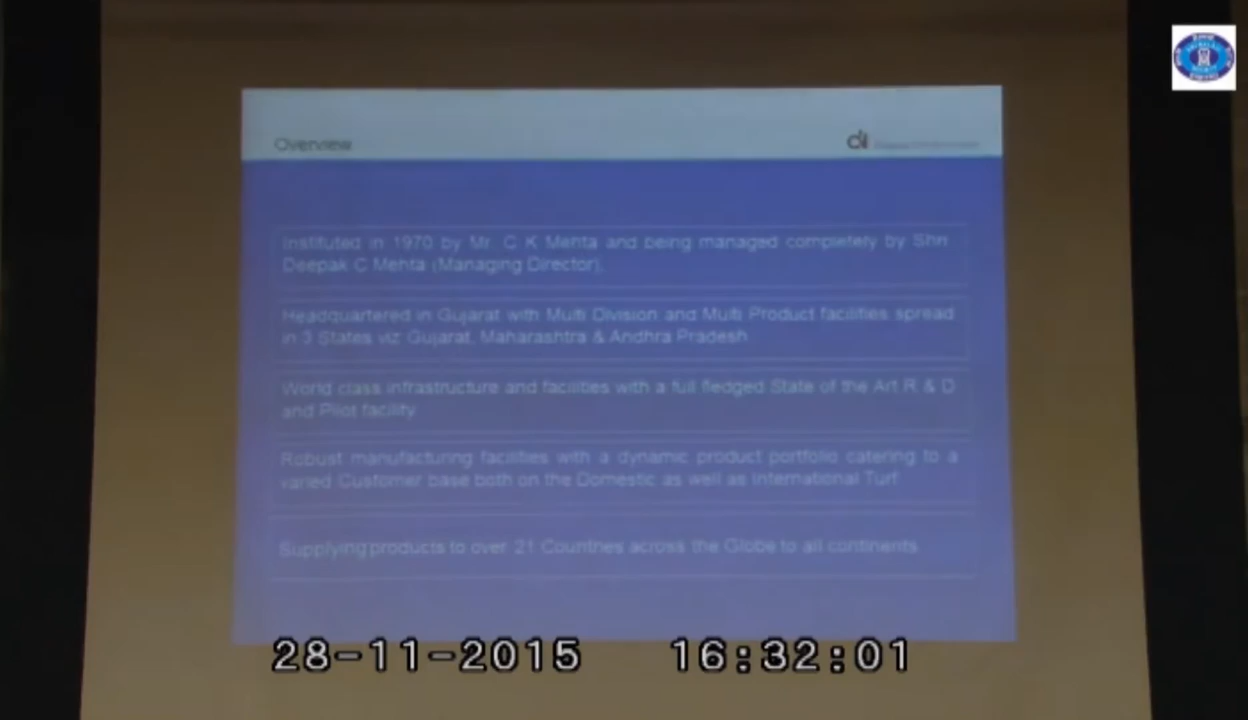 Overview
Instituted in 1970 by Mr. C K Mehta and being managed completely by Shri
Deepak C Mehta (Managing Director).
Headquartered in Gujarat with Multi Division and Multi Product facilities spread
in 3 States viz Gujarat, Maharashtra & Andhra Pradesh
World class infrastructure and facilities with a full fledged State of the Art R & D
and Pilot facility
Robust manufacturing facilities with a dynamic product portfolio catering to a
varied Customer base both on the Domestic as well as International Turf
Supplying products to over 21 Countries across the Globe to all continents
28-11-2015 16:32:01